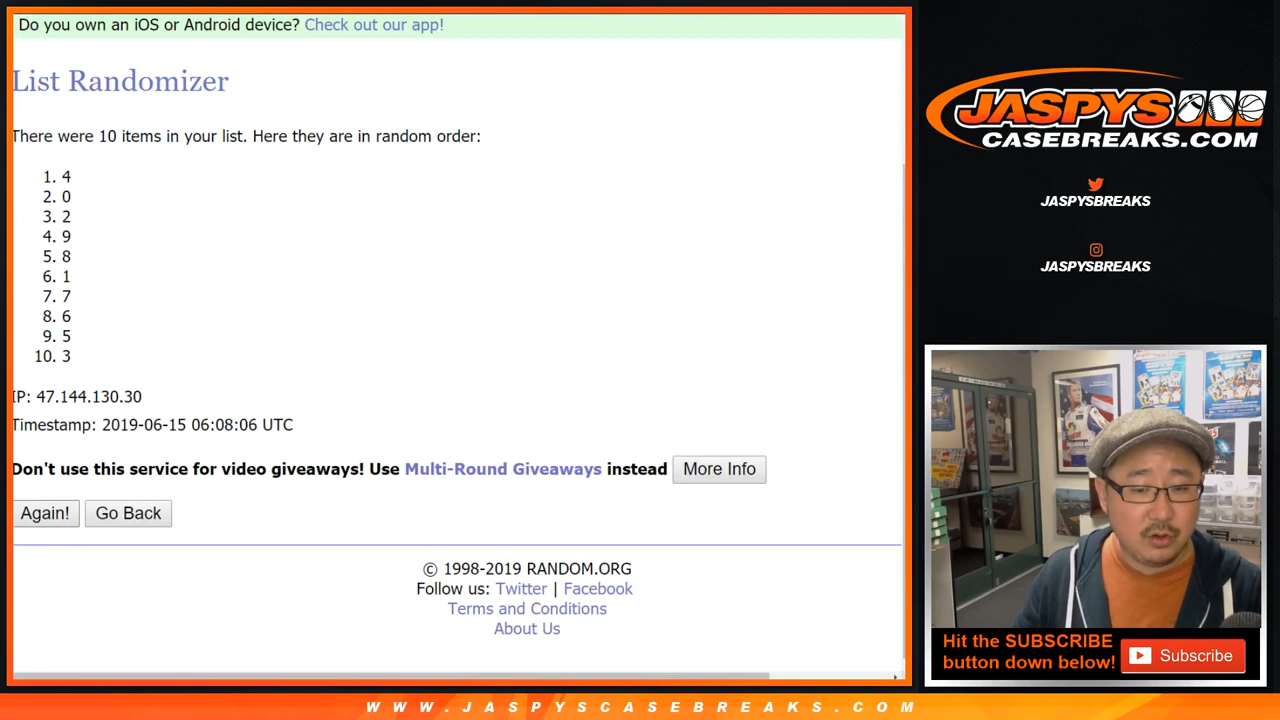 Do you own an iOS or Android device? Check out our app!
List Randomizer
There were 10 items in your list. Here they are in random order:
1. 4
2. 0
3. 2
4. 9
5. 8
6. 1
7. 7
8. 6
9. 5
10. 3
IP: 47.144.130.30
Timestamp: 2019-06-15 06:08:06 UTC
Don't use this service for video giveaways! Use Multi-Round Giveaways instead More Info
Again! Go Back
© 1998-2019 RANDOM.ORG
Follow us: Twitter | Facebook
Terms and Conditions
About Us
JASPYS
CASEBREAKS.COM
JASPYSBREAKS
JASPYSBREAKS
Hit the SUBSCRIBE
button down below!
Subscribe
WWW.JASPYSCASEBREAKS.COM